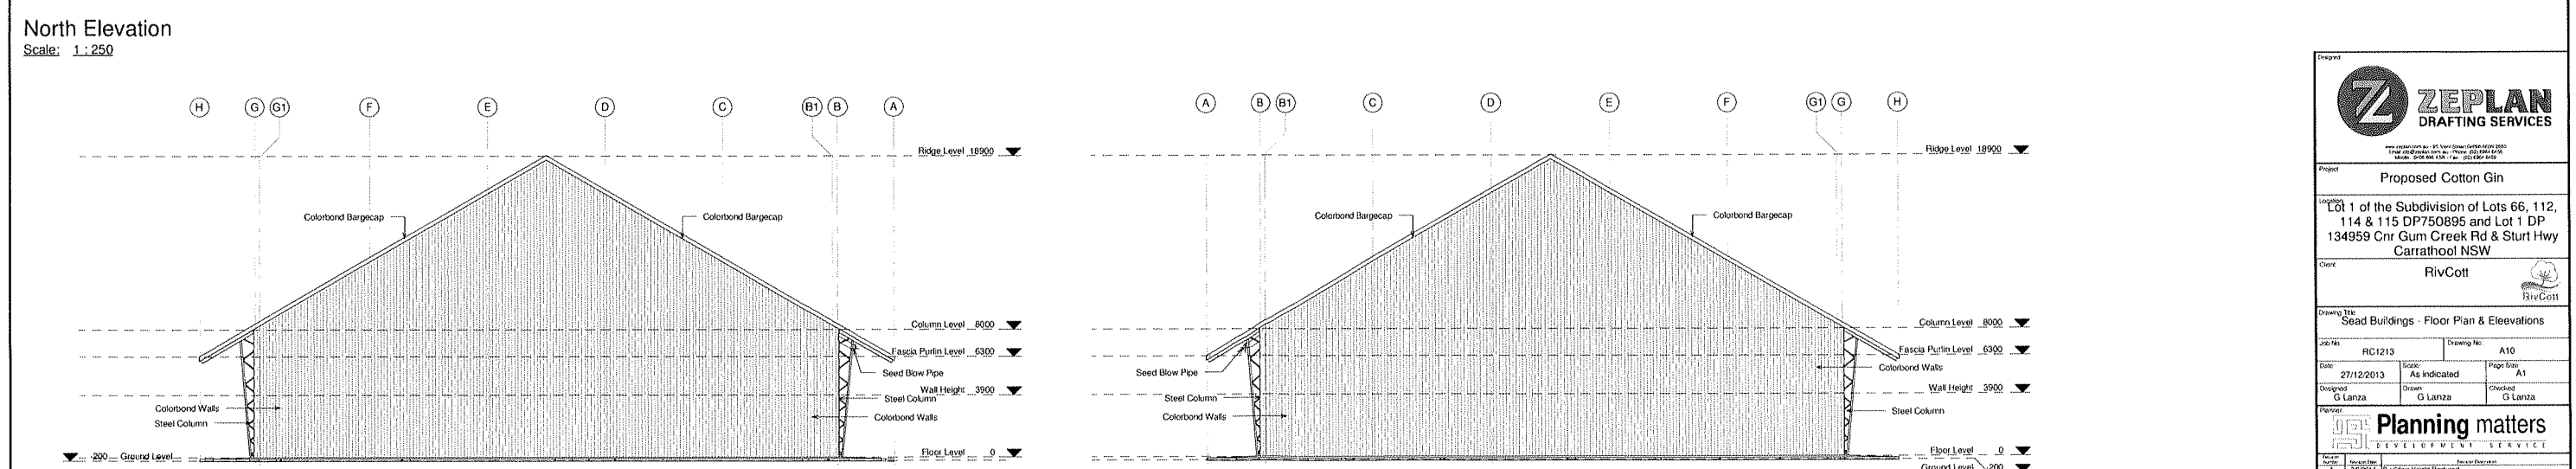 North Elevation
Scale: 1 : 250
H G G1 F E D C B1 B A
Ridge Level 18900
Colorbond Bargecap
Colorbond Bargecap
Column Level 8000
Fascia Purlin Level 6300
Seed Blow Pipe
Wall Height 3900
Steel Column
Colorbond Walls
Colorbond Walls
Steel Column
-200 Ground Level
Floor Level 0
A B B1 C D E F G1 G H
Ridge Level 18900
Colorbond Bargecap
Colorbond Bargecap
Column Level 8000
Fascia Purlin Level 6300
Colorbond Walls
Seed Blow Pipe
Wall Height 3900
Steel Column
Colorbond Walls
Steel Column
Floor Level 0
Ground Level -200
Designed
Z
ZEPLAN
DRAFTING SERVICES
Project
Proposed Cotton Gin
Location
Lot 1 of the Subdivision of Lots 66, 112,
114 & 115 DP750895 and Lot 1 DP
134959 Cnr Gum Creek Rd & Sturt Hwy
Carrathool NSW
Client
RivCott
RivCott
Drawing Title
Sead Buildings - Floor Plan & Eleevations
Job No Drawing No
RC1213 A10
Date Scale Page Size
27/12/2013 As indicated A1
Designed Drawn Checked
G Lanza G Lanza G Lanza
Planner
Planning matters
DEVELOPMENT SERVICE